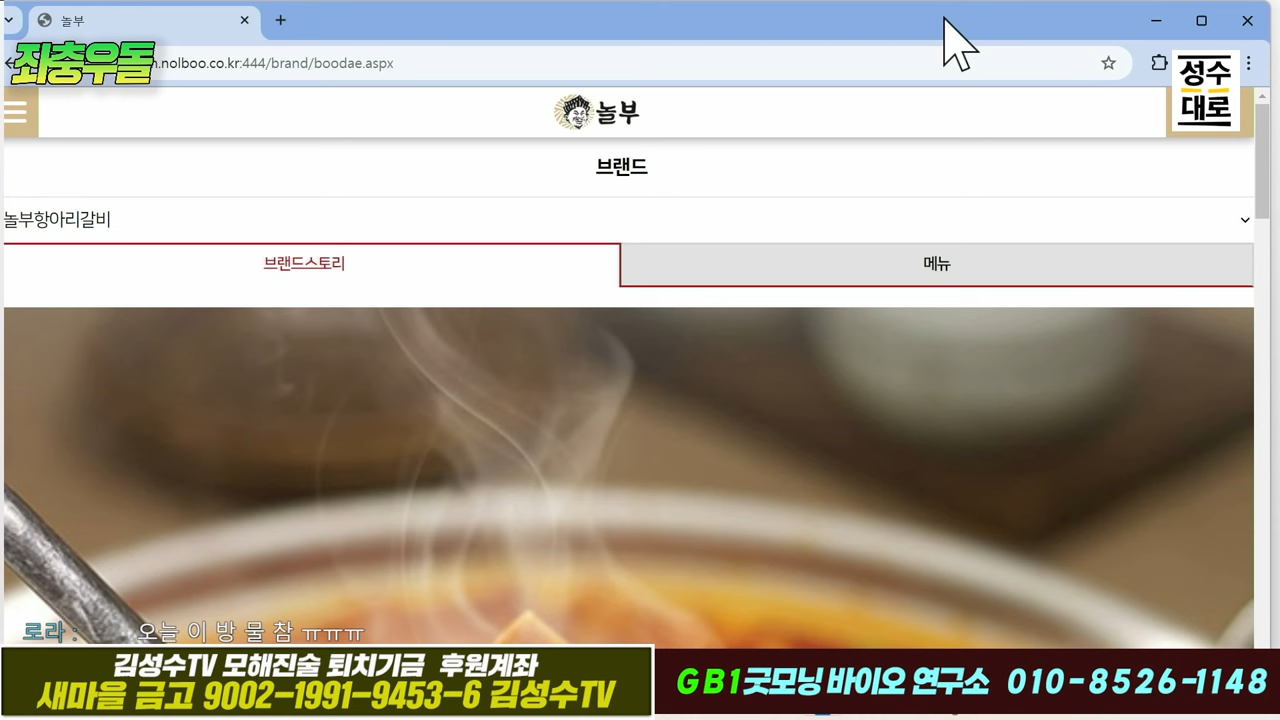 놀부
좌충우돌
.nolboo.co.kr:444/brand/boodae.aspx
성수
대로
놀부
브랜드
놀부항아리갈비
브랜드스토리
메뉴
로라 : 오늘 이 방 물 참 ㅠㅠㅠ
김성수TV 모해진술 퇴치기금 후원계좌
새마을 금고 9002-1991-9453-6 김성수TV
GB1굿모닝 바이오 연구소 010-8526-1148